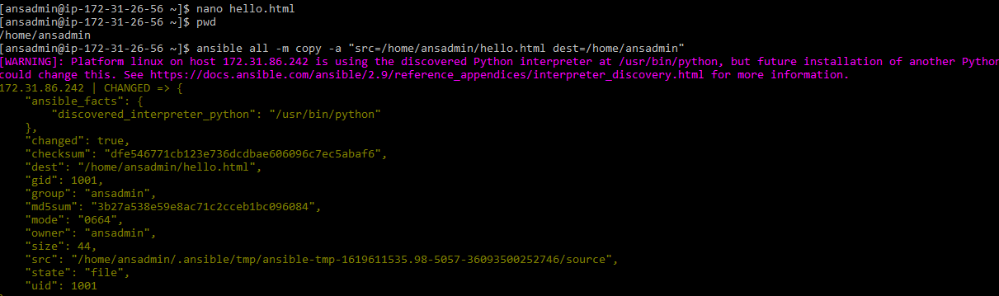 [ansadmin@ip-172-31-26-56 ~]$ nano hello.html
[ansadmin@ip-172-31-26-56 ~]$ pwd
/home/ansadmin
[ansadmin@ip-172-31-26-56 ~]$ ansible all -m copy -a "src=/home/ansadmin/hello.html dest=/home/ansadmin"
[WARNING]: Platform linux on host 172.31.86.242 is using the discovered Python interpreter at /usr/bin/python, but future installation of another Python
could change this. See https://docs.ansible.com/ansible/2.9/reference_appendices/interpreter_discovery.html for more information.
172.31.86.242 | CHANGED => {
    "ansible_facts": {
        "discovered_interpreter_python": "/usr/bin/python"
    },
    "changed": true,
    "checksum": "dfe546771cb123e736dcdbae606096c7ec5abaf6",
    "dest": "/home/ansadmin/hello.html",
    "gid": 1001,
    "group": "ansadmin",
    "md5sum": "3b27a538e59e8ac71c2cceb1bc096084",
    "mode": "0664",
    "owner": "ansadmin",
    "size": 44,
    "src": "/home/ansadmin/.ansible/tmp/ansible-tmp-1619611535.98-5057-36093500252746/source",
    "state": "file",
    "uid": 1001